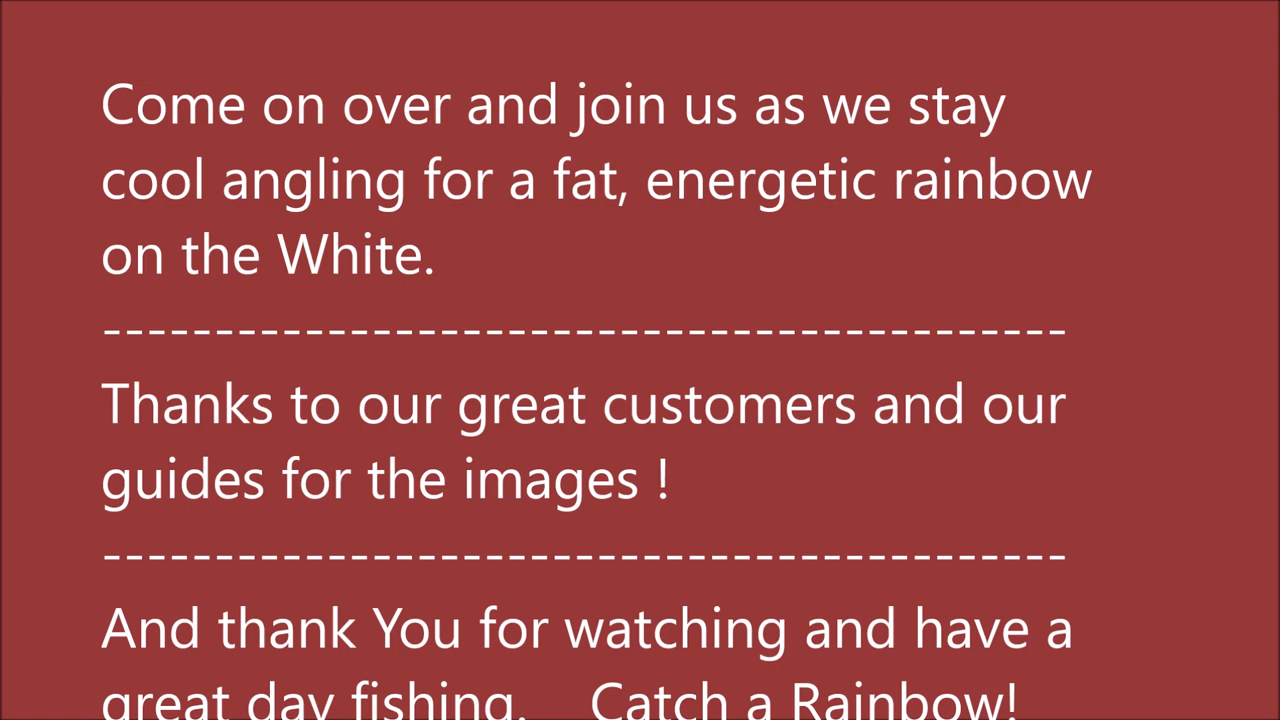 Come on over and join us as we stay
cool angling for a fat, energetic rainbow
on the White.
-------------------------------------------
Thanks to our great customers and our
guides for the images !
-------------------------------------------
And thank You for watching and have a
great day fishing.    Catch a Rainbow!